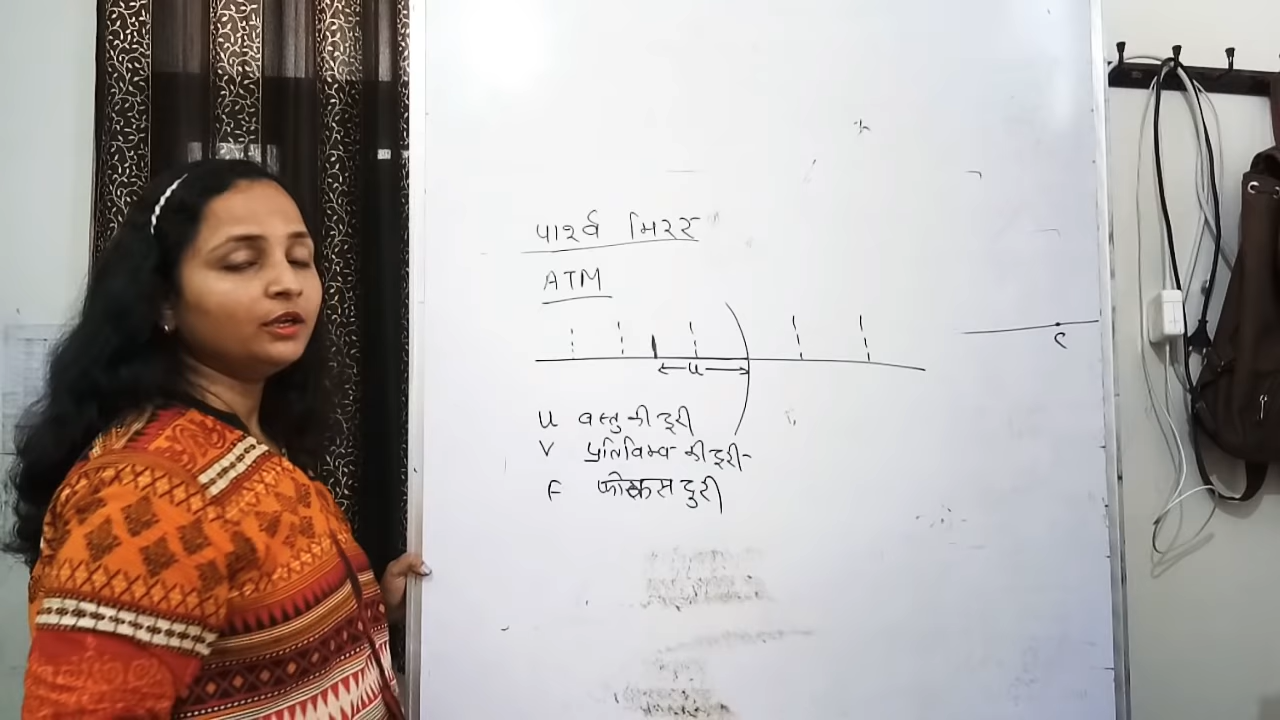 पार्श्व मिरर
ATM
u
C
u वस्तु की दूरी
v प्रतिविम्ब की दूरी
F फोकस दुरी